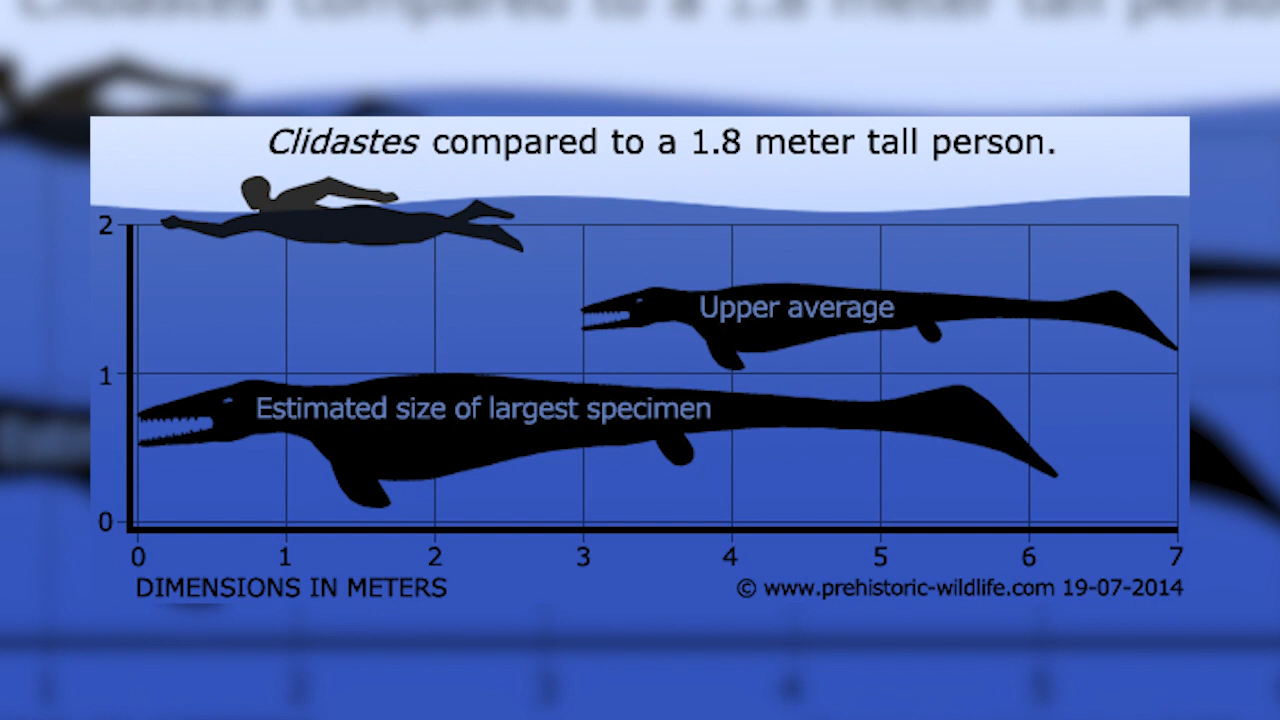 Clidastes compared to a 1.8 meter tall person.
2
Upper average
1
Estimated size of largest specimen
0
0 1 2 3 4 5 6 7
DIMENSIONS IN METERS © www.prehistoric-wildlife.com 19-07-2014